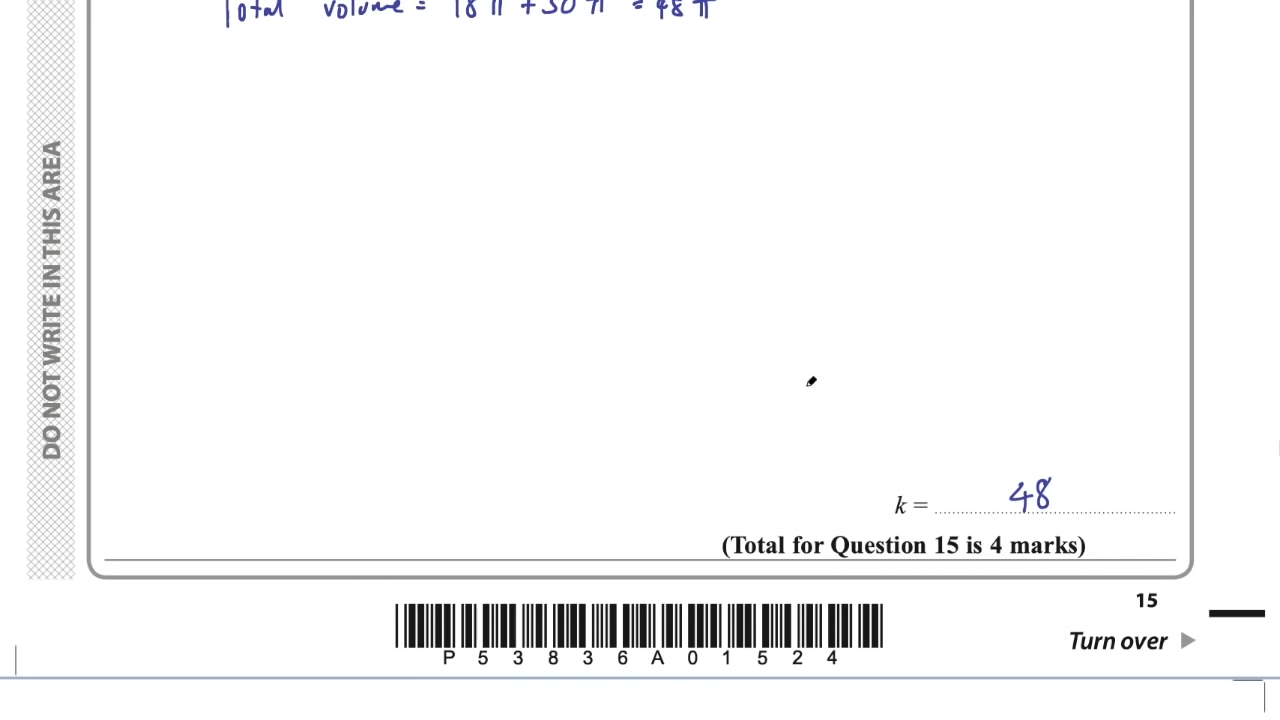 Total volume = 18π + 30π = 48π
DO NOT WRITE IN THIS AREA
k = 48
(Total for Question 15 is 4 marks)
15
P 5 3 8 3 6 A 0 1 5 2 4
Turn over